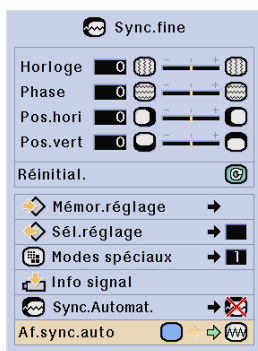 Sync.fine
Horloge 0 - +
Phase 0 - +
Pos.hori 0 - +
Pos.vert 0 - +
Réinitial.
Mémor.réglage
Sél.réglage
Modes spéciaux 1
Info signal
Sync.Automat.
Af.sync.auto